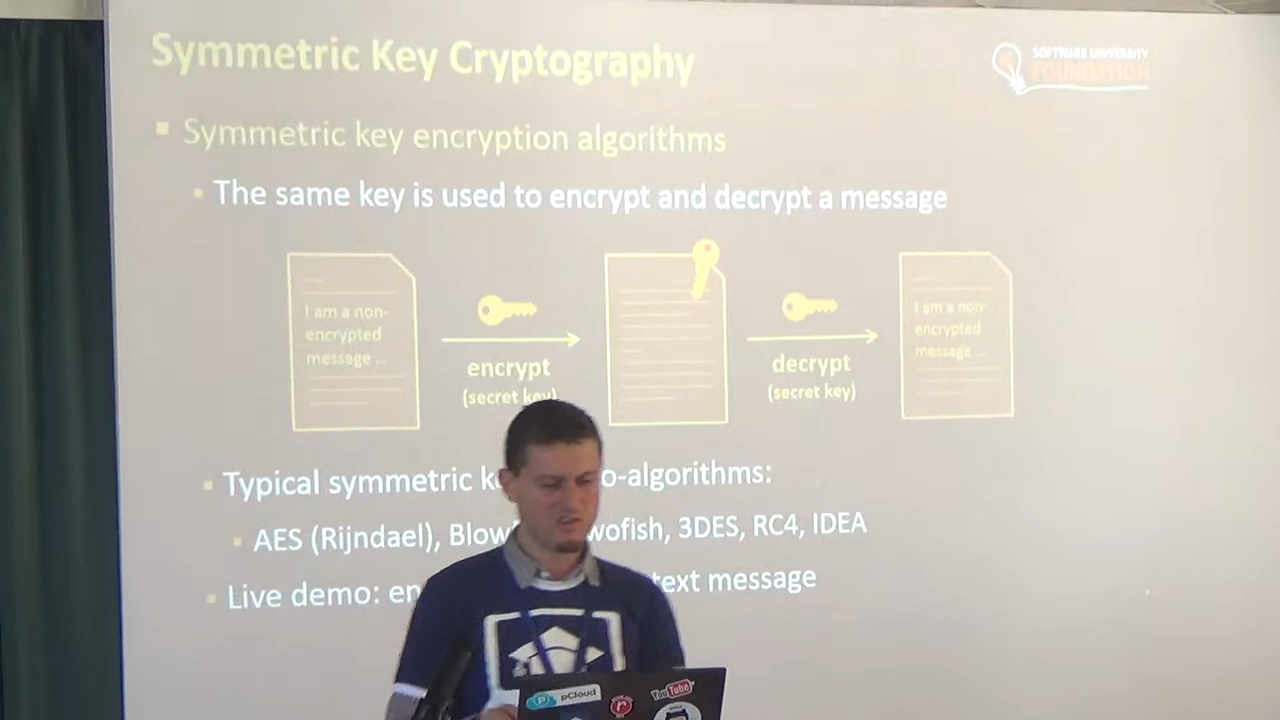 Symmetric Key Cryptography
SOFTWARE UNIVERSITY
FOUNDATION
Symmetric key encryption algorithms
The same key is used to encrypt and decrypt a message
I am a non-
encrypted
message ...
encrypt
(secret key)
decrypt
(secret key)
I am a non-
encrypted
message ...
Typical symmetric o-algorithms:
AES (Rijndael), wofish, 3DES, RC4, IDEA
Live demo: text message
pCloud
YouTube